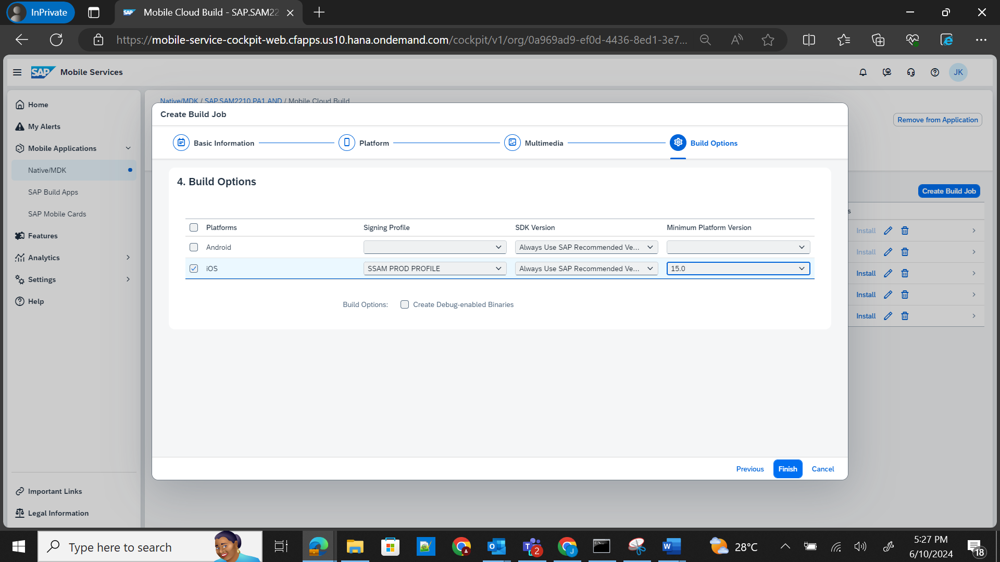 InPrivate
SAP Mobile Cloud Build - SAP.SAM22
https://mobile-service-cockpit-web.cfapps.us10.hana.ondemand.com/cockpit/v1/org/0a969ad9-ef0d-4436-8ed1-3e7...
SAP Mobile Services
JK
Home
My Alerts
Mobile Applications
Native/MDK
SAP Build Apps
SAP Mobile Cards
Features
Analytics
Settings
Help
Important Links
Legal Information
Native/MDK / SAP.SAM2210.PA1.AND / Mobile Cloud Build
Remove from Application
Create Build Job
s
Install
Install
Install
Install
Install
Create Build Job
Basic Information Platform Multimedia Build Options
4. Build Options
Platforms Signing Profile SDK Version Minimum Platform Version
Android Always Use SAP Recommended Ve...
iOS SSAM PROD PROFILE Always Use SAP Recommended Ve... 15.0
Build Options: Create Debug-enabled Binaries
Previous Finish Cancel
Type here to search
2
J
28°C
5:27 PM
6/10/2024
18